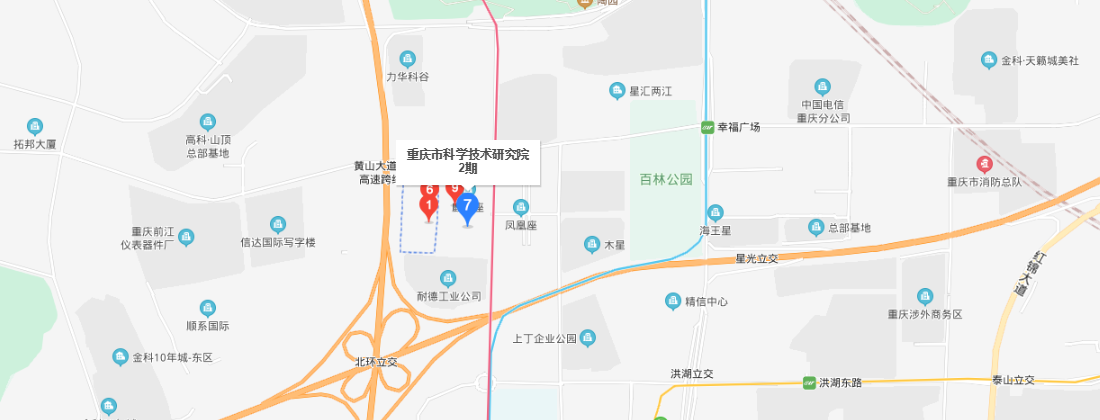 陶园
力华科谷
金科·天籁城美社
星汇两江
中国电信
重庆分公司
拓邦大厦
高科·山顶
总部基地
幸福广场
重庆市科学技术研究院
2期
黄山大道
高速跨线
百林公园
重庆市消防总队
6
9
1
7
座
凤凰座
海王星
总部基地
重庆前江
仪表器件厂
信达国际写字楼
木星
星光立交
红锦大道
耐德工业公司
精信中心
重庆涉外商务区
顺系国际
上丁企业公园
金科10年城-东区
北环立交
洪湖立交
洪湖东路
泰山立交